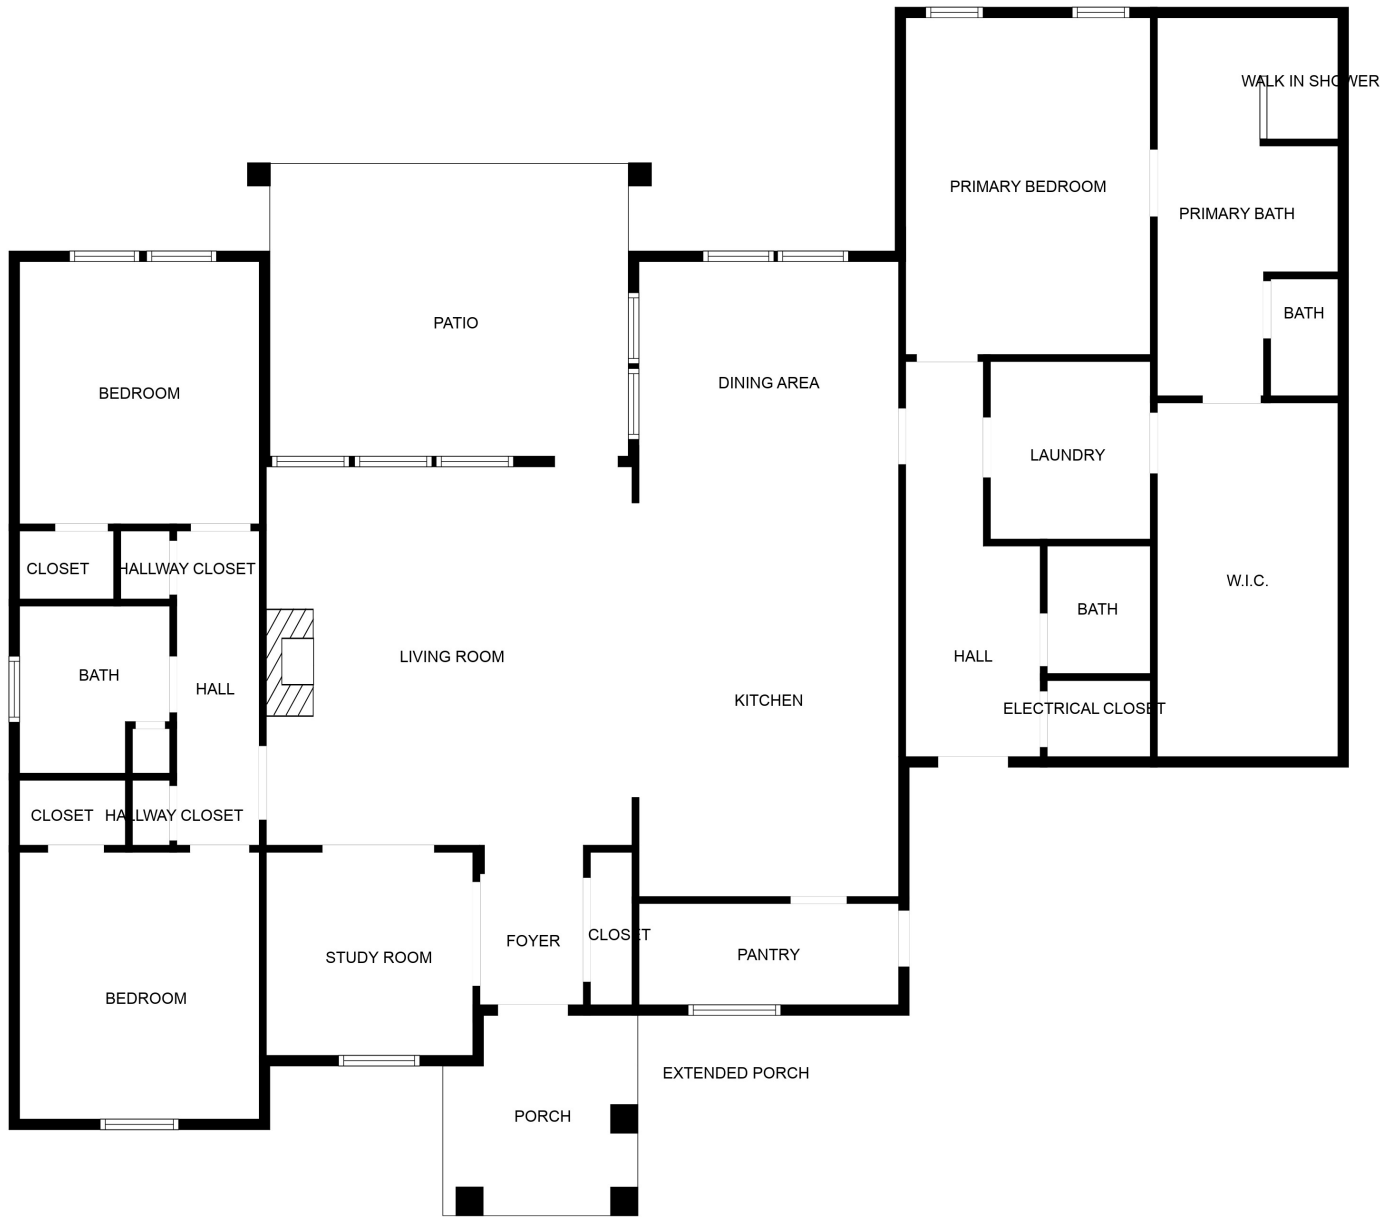 WALK IN SHOWER
PRIMARY BEDROOM
PRIMARY BATH
BATH
PATIO
DINING AREA
BEDROOM
LAUNDRY
CLOSET
HALLWAY CLOSET
W.I.C.
BATH
LIVING ROOM
HALL
BATH
HALL
KITCHEN
ELECTRICAL CLOSET
CLOSET
HALLWAY CLOSET
CLOSET
FOYER
STUDY ROOM
PANTRY
BEDROOM
EXTENDED PORCH
PORCH